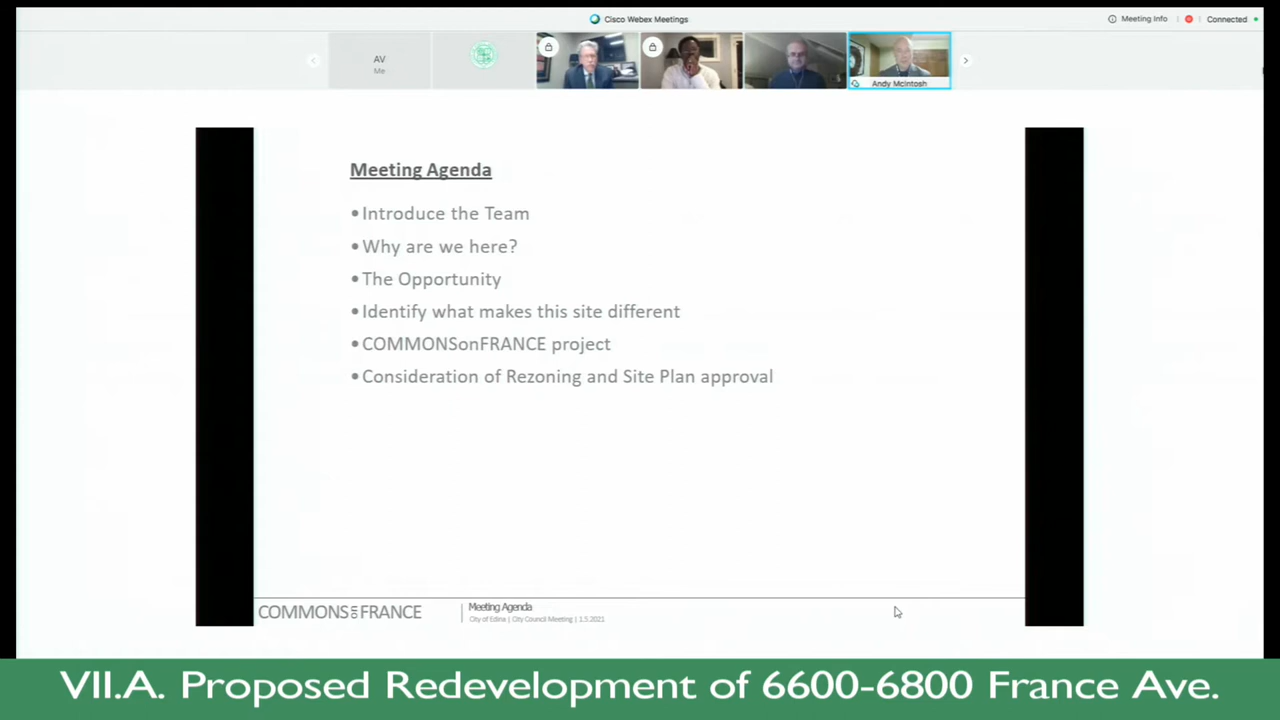 Cisco Webex Meetings
Meeting Info
Connected
AV
Me
Andy McIntosh
Meeting Agenda
•Introduce the Team
•Why are we here?
•The Opportunity
•Identify what makes this site different
•COMMONSonFRANCE project
•Consideration of Rezoning and Site Plan approval
COMMONS ON FRANCE
Meeting Agenda
City of Edina | City Council Meeting | 1.5.2021
VII.A. Proposed Redevelopment of 6600-6800 France Ave.